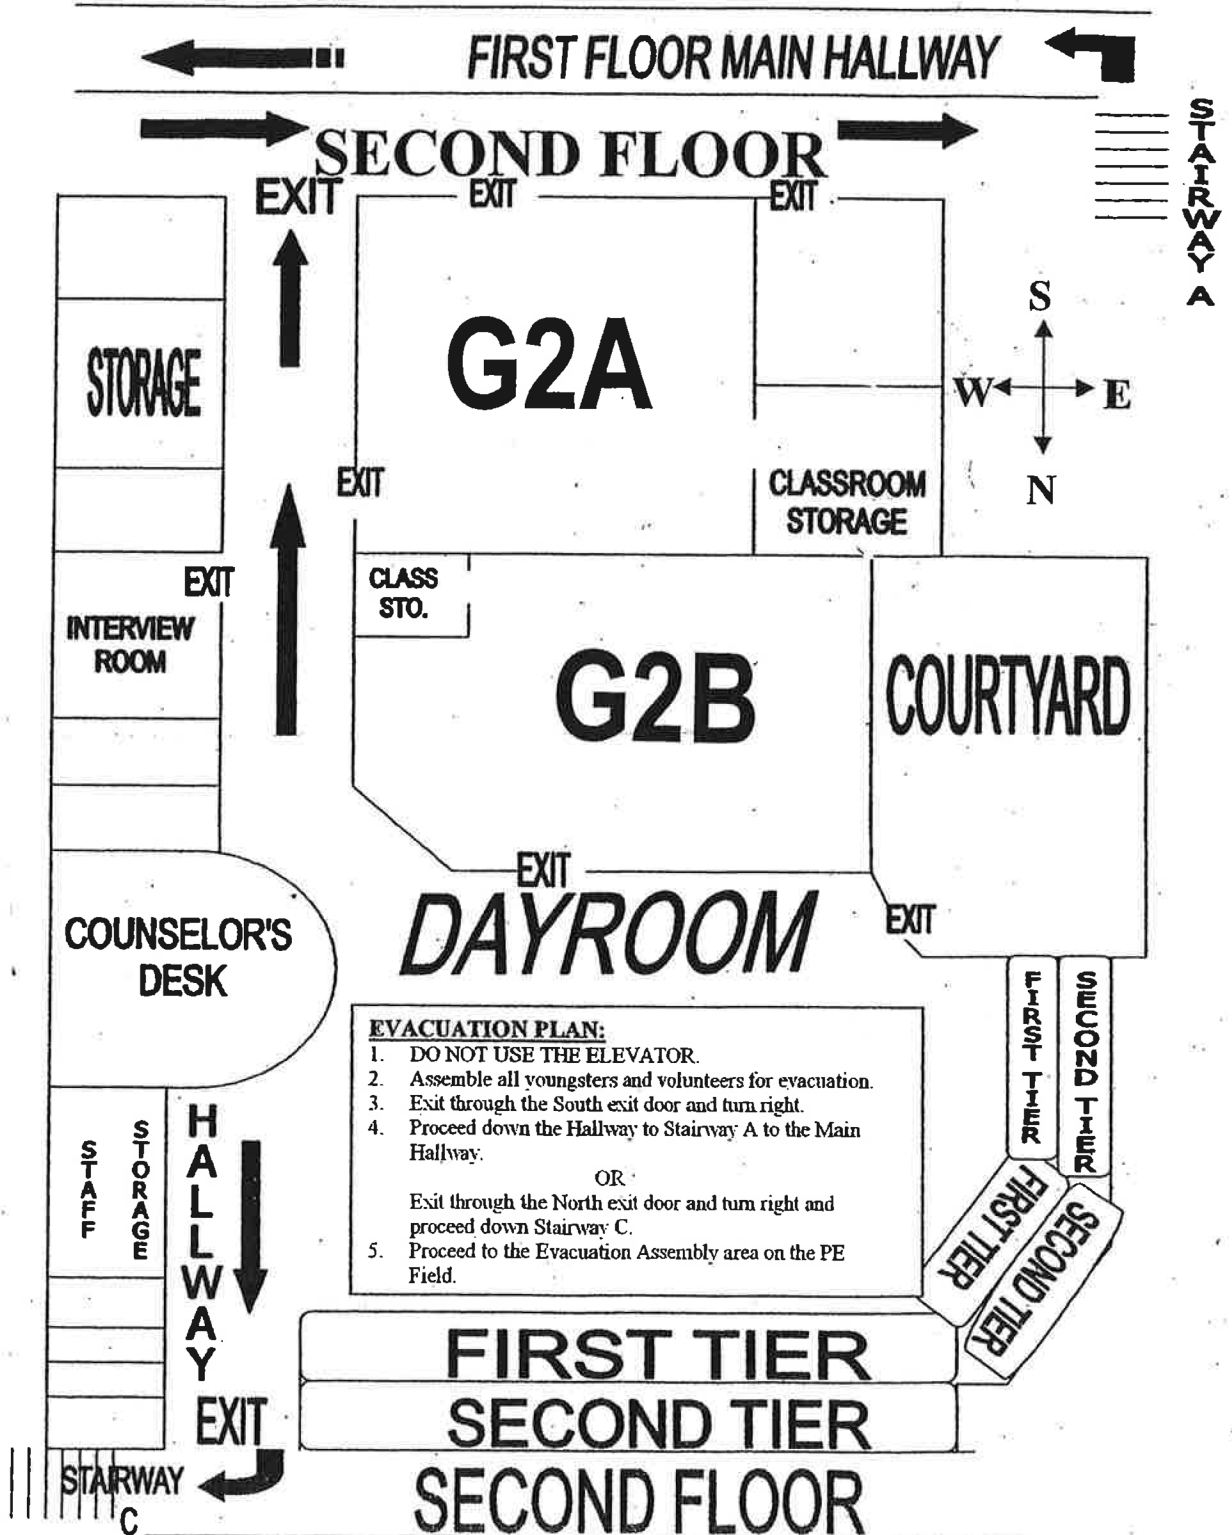 FIRST FLOOR MAIN HALLWAY
STAIRWAY A
SECOND FLOOR
EXIT
EXIT
EXIT
G2A
STORAGE
S
W
E
N
EXIT
CLASSROOM
STORAGE
EXIT
CLASS
STO.
INTERVIEW
ROOM
G2B
COURTYARD
EXIT
DAYROOM
EXIT
COUNSELOR'S
DESK
FIRST TIER
SECOND TIER
EVACUATION PLAN:
1. DO NOT USE THE ELEVATOR.
2. Assemble all youngsters and volunteers for evacuation.
3. Exit through the South exit door and turn right.
4. Proceed down the Hallway to Stairway A to the Main
Hallway.
OR
Exit through the North exit door and turn right and
proceed down Stairway C.
5. Proceed to the Evacuation Assembly area on the PE
Field.
STAFF
STORAGE
HALLWAY
FIRST TIER
SECOND TIER
FIRST TIER
SECOND TIER
EXIT
STAIRWAY
C
SECOND FLOOR